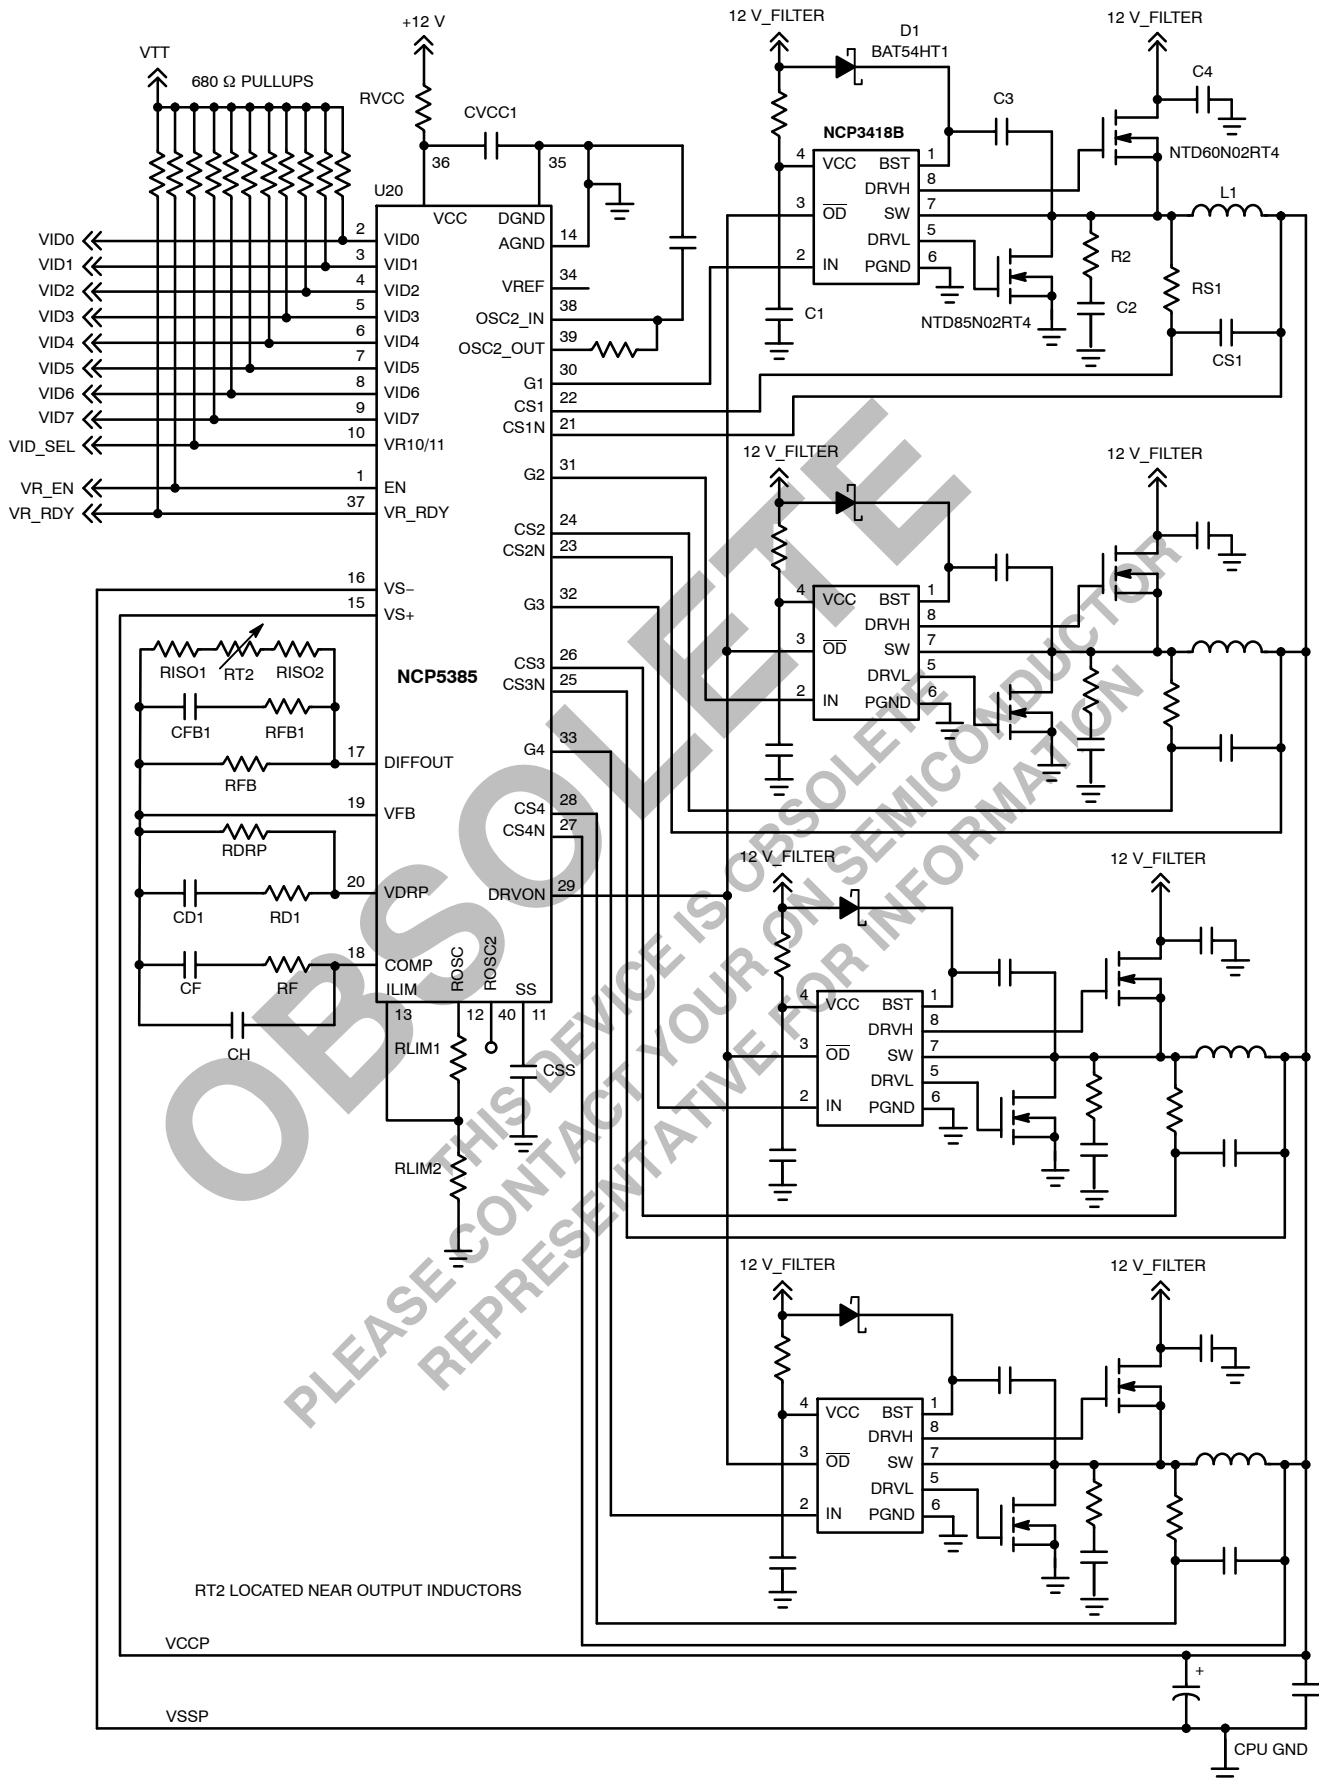 +12 V
12 V_FILTER
D1
BAT54HT1
12 V_FILTER
VTT
680 Ω PULLUPS
RVCC
CVCC1
C3
C4
NCP3418B
NTD60N02RT4
36
35
U20
VCC
DGND
AGND
14
VREF
34
OSC2_IN
38
OSC2_OUT
39
G1
30
CS1
22
CS1N
21
G2
31
CS2
24
CS2N
23
G3
32
CS3
26
CS3N
25
G4
33
CS4
28
CS4N
27
DRVON
29
VID0
2
VID0
VID1
3
VID1
VID2
4
VID2
VID3
5
VID3
VID4
6
VID4
VID5
7
VID5
VID6
8
VID6
VID7
9
VID7
VID_SEL
10
VR10/11
VR_EN
1
EN
VR_RDY
37
VR_RDY
16
VS−
15
VS+
NCP5385
RISO1
RT2
RISO2
CFB1
RFB1
17
DIFFOUT
RFB
19
VFB
RDRP
20
VDRP
CD1
RD1
18
COMP
CF
RF
CH
ILIM
ROSC
ROSC2
SS
13
12
40
11
RLIM1
CSS
RLIM2
4
VCC
BST
1
DRVH
8
3
OD
SW
7
DRVL
5
2
IN
PGND
6
C1
NTD85N02RT4
R2
C2
L1
RS1
CS1
12 V_FILTER
12 V_FILTER
4
VCC
BST
1
DRVH
8
3
OD
SW
7
DRVL
5
2
IN
PGND
6
12 V_FILTER
12 V_FILTER
4
VCC
BST
1
DRVH
8
3
OD
SW
7
DRVL
5
2
IN
PGND
6
12 V_FILTER
12 V_FILTER
4
VCC
BST
1
DRVH
8
3
OD
SW
7
DRVL
5
2
IN
PGND
6
RT2 LOCATED NEAR OUTPUT INDUCTORS
VCCP
+
VSSP
CPU GND
OBSOLETE
THIS DEVICE IS OBSOLETE
PLEASE CONTACT YOUR ON SEMICONDUCTOR
REPRESENTATIVE FOR INFORMATION